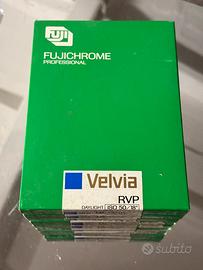 FUJI
FUJICHROME
PROFESSIONAL
Velvia
RVP
DAYLIGHT ISO 50/18°
subito